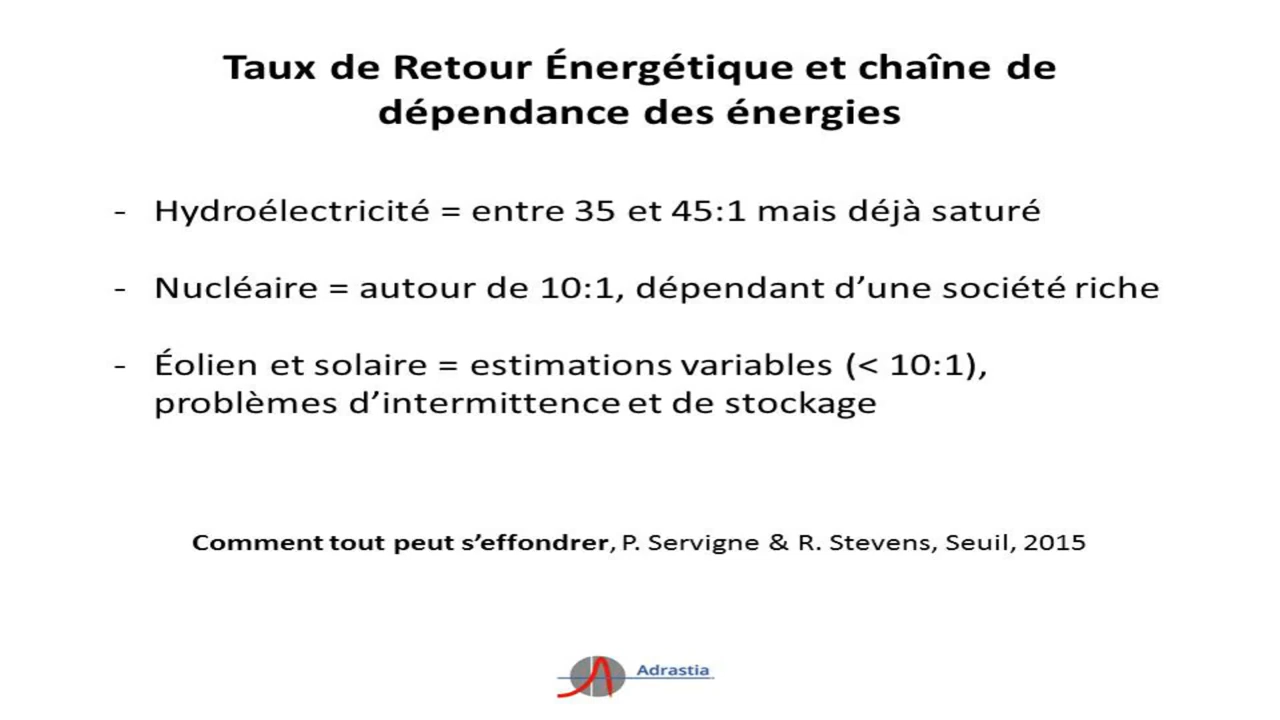 Taux de Retour Énergétique et chaîne de
dépendance des énergies
- Hydroélectricité = entre 35 et 45:1 mais déjà saturé
- Nucléaire = autour de 10:1, dépendant d’une société riche
- Éolien et solaire = estimations variables (< 10:1),
problèmes d’intermittence et de stockage
Comment tout peut s’effondrer, P. Servigne & R. Stevens, Seuil, 2015
Adrastia